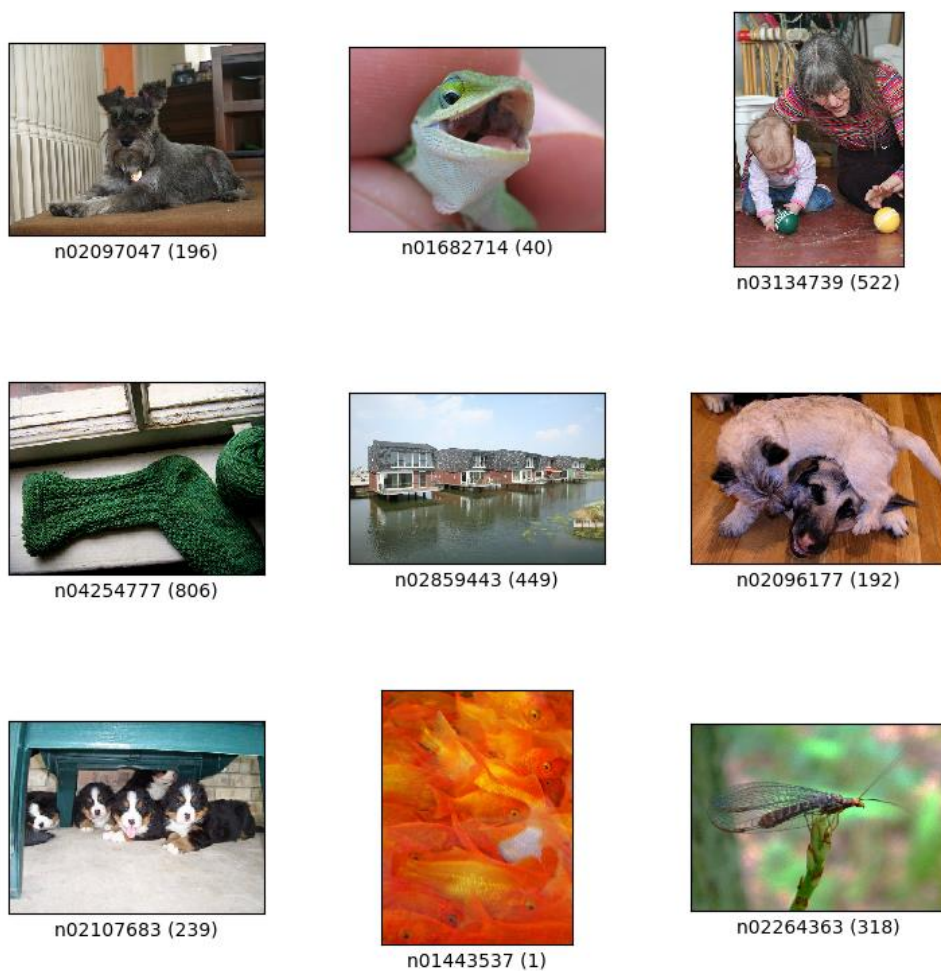 n02097047 (196)
n01682714 (40)
n03134739 (522)
n04254777 (806)
n02859443 (449)
n02096177 (192)
n02107683 (239)
n01443537 (1)
n02264363 (318)